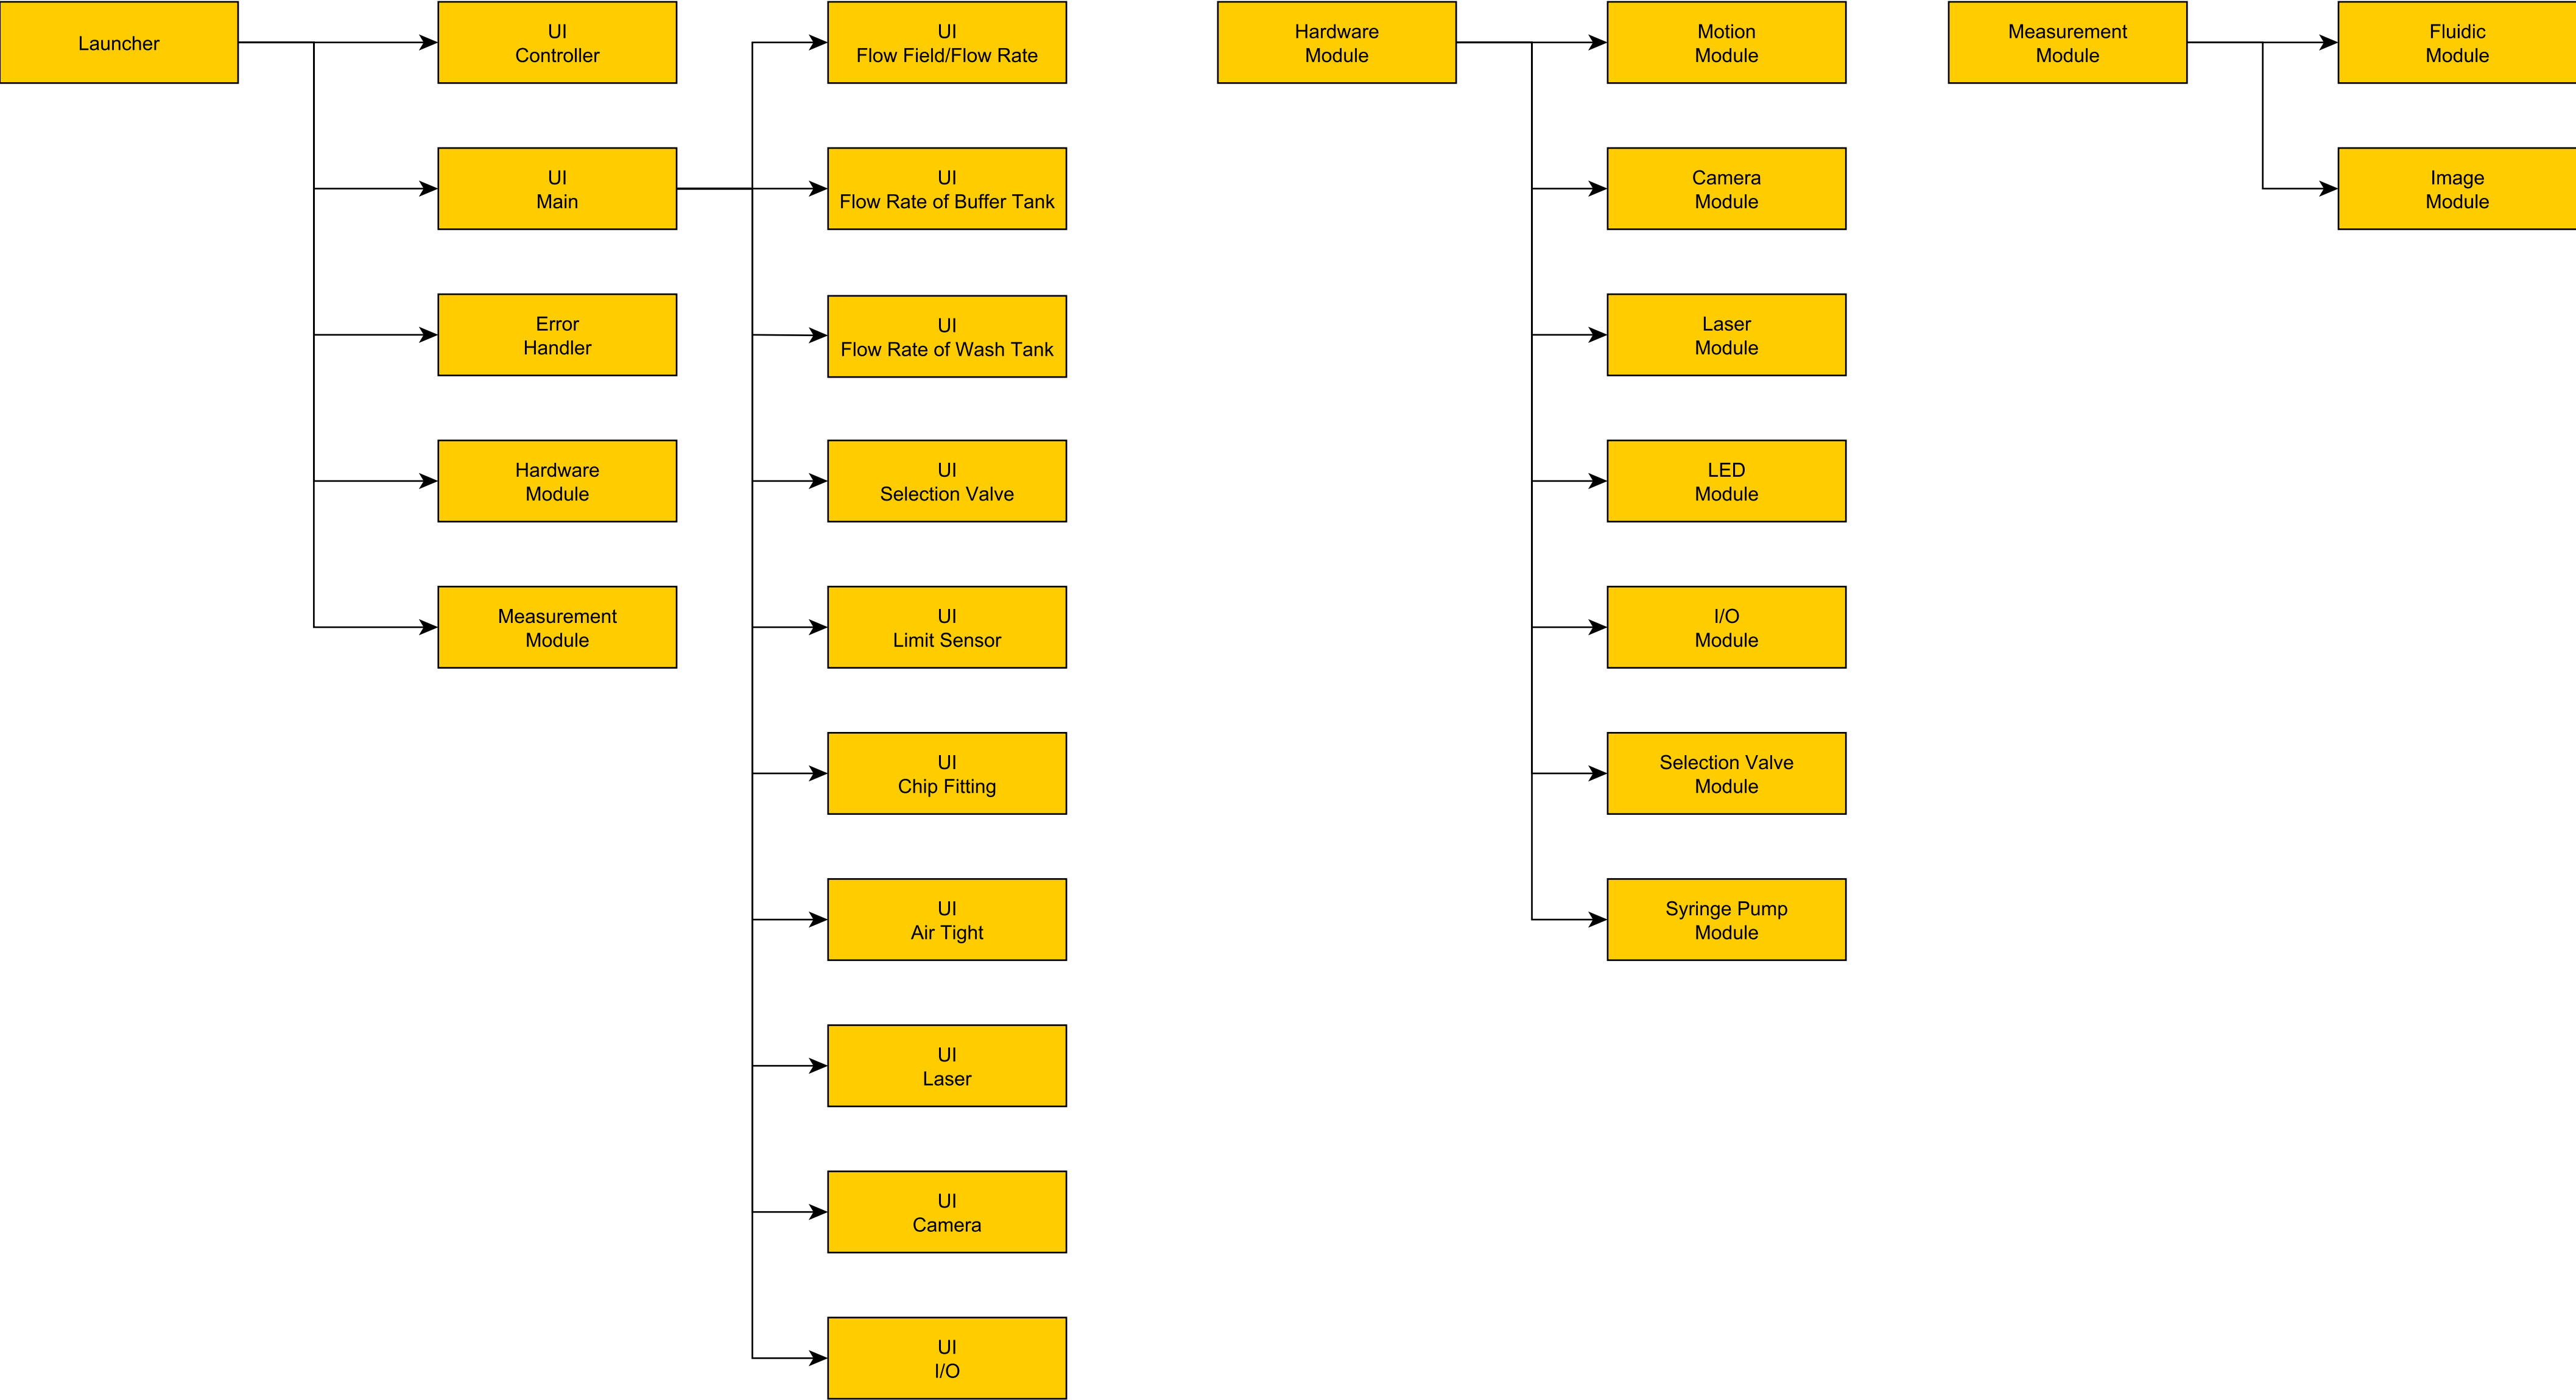 Launcher
UI
Controller
UI
Main
Error
Handler
Hardware
Module
Measurement
Module
UI
Flow Field/Flow Rate
UI
Flow Rate of Buffer Tank
UI
Flow Rate of Wash Tank
UI
Selection Valve
UI
Limit Sensor
UI
Chip Fitting
UI
Air Tight
UI
Laser
UI
Camera
UI
I/O
Hardware
Module
Motion
Module
Camera
Module
Laser
Module
LED
Module
I/O
Module
Selection Valve
Module
Syringe Pump
Module
Measurement
Module
Fluidic
Module
Image
Module